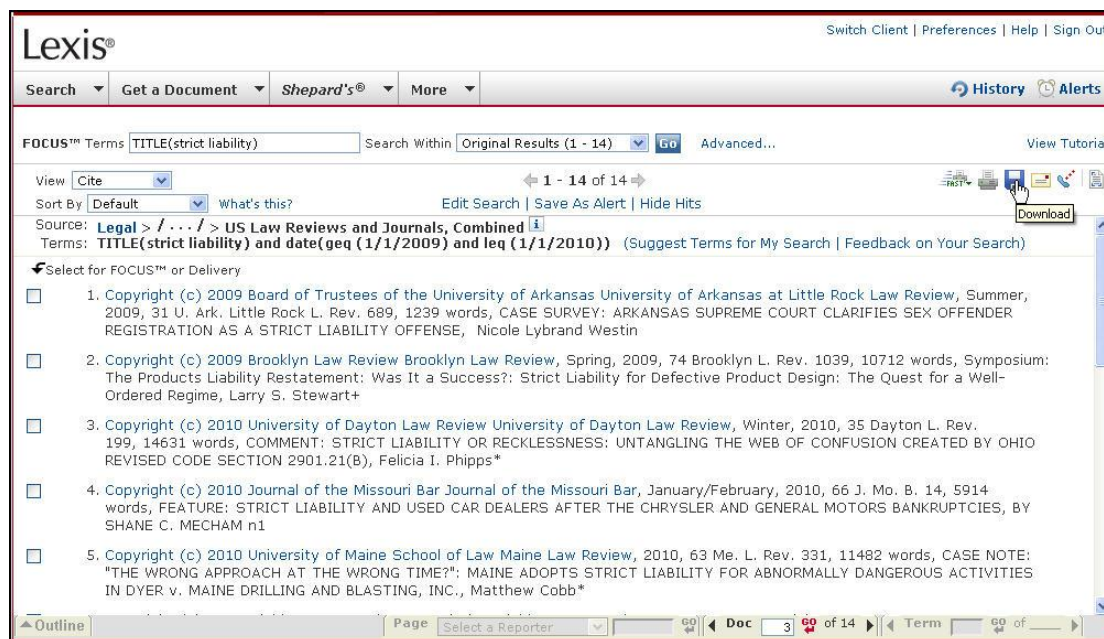 Lexis®
Switch Client | Preferences | Help | Sign Out
Search Get a Document Shepard's® More History Alerts
FOCUS™ Terms TITLE(strict liability) Search Within Original Results (1 - 14) Go Advanced... View Tutoria
View Cite 1 - 14 of 14 FAST
Sort By Default What's this? Edit Search | Save As Alert | Hide Hits
Download
Source: Legal > / · · · / > US Law Reviews and Journals, Combined i
Terms: TITLE(strict liability) and date(geq (1/1/2009) and leq (1/1/2010)) (Suggest Terms for My Search | Feedback on Your Search)
Select for FOCUS™ or Delivery
1. Copyright (c) 2009 Board of Trustees of the University of Arkansas University of Arkansas at Little Rock Law Review, Summer,
2009, 31 U. Ark. Little Rock L. Rev. 689, 1239 words, CASE SURVEY: ARKANSAS SUPREME COURT CLARIFIES SEX OFFENDER
REGISTRATION AS A STRICT LIABILITY OFFENSE, Nicole Lybrand Westin
2. Copyright (c) 2009 Brooklyn Law Review Brooklyn Law Review, Spring, 2009, 74 Brooklyn L. Rev. 1039, 10712 words, Symposium:
The Products Liability Restatement: Was It a Success?: Strict Liability for Defective Product Design: The Quest for a Well-
Ordered Regime, Larry S. Stewart+
3. Copyright (c) 2010 University of Dayton Law Review University of Dayton Law Review, Winter, 2010, 35 Dayton L. Rev.
199, 14631 words, COMMENT: STRICT LIABILITY OR RECKLESSNESS: UNTANGLING THE WEB OF CONFUSION CREATED BY OHIO
REVISED CODE SECTION 2901.21(B), Felicia I. Phipps*
4. Copyright (c) 2010 Journal of the Missouri Bar Journal of the Missouri Bar, January/February, 2010, 66 J. Mo. B. 14, 5914
words, FEATURE: STRICT LIABILITY AND USED CAR DEALERS AFTER THE CHRYSLER AND GENERAL MOTORS BANKRUPTCIES, BY
SHANE C. MECHAM n1
5. Copyright (c) 2010 University of Maine School of Law Maine Law Review, 2010, 63 Me. L. Rev. 331, 11482 words, CASE NOTE:
"THE WRONG APPROACH AT THE WRONG TIME?": MAINE ADOPTS STRICT LIABILITY FOR ABNORMALLY DANGEROUS ACTIVITIES
IN DYER v. MAINE DRILLING AND BLASTING, INC., Matthew Cobb*
Outline Page Select a Reporter GO Doc 3 GO of 14 Term GO of